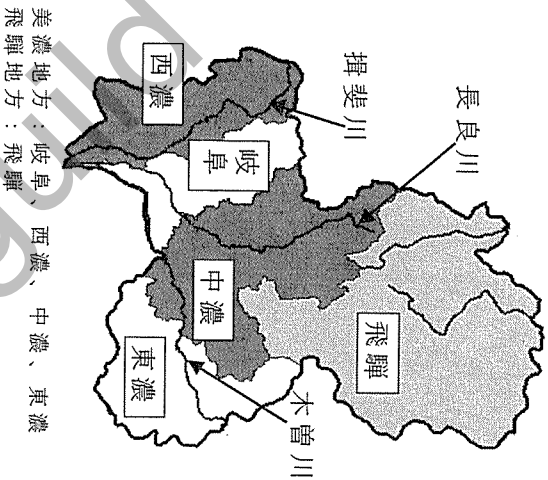 長良川
揖斐川
西濃
岐阜
中濃
飛騨
東濃
木曽川
美濃地方：岐阜、西濃、中濃、東濃
飛騨地方：飛騨